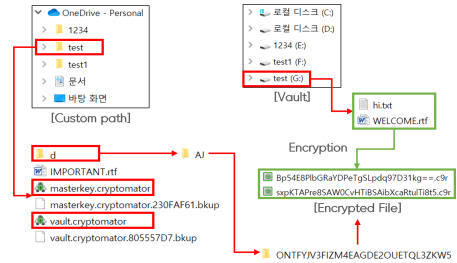 OneDrive - Personal
1234
test
test1
문서
바탕 화면
[Custom path]
로컬 디스크 (C:)
로컬 디스크 (D:)
1234 (E:)
test1 (F:)
test (G:)
[Vault]
hi.txt
WELCOME.rtf
Encryption
d
AJ
IMPORTANT.rtf
masterkey.cryptomator
masterkey.cryptomator.230FAF61.bkup
vault.cryptomator
vault.cryptomator.805557D7.bkup
Bp54E8PlbGRaYDPeTgSLpdq97D31kg==.c9r
sxpKTAPre8SAW0CvHTiBSAibXcaRtulTi8t5.c9r
[Encrypted File]
ONTFYJV3FIZM4EAGDE2OUETQL3ZKW5